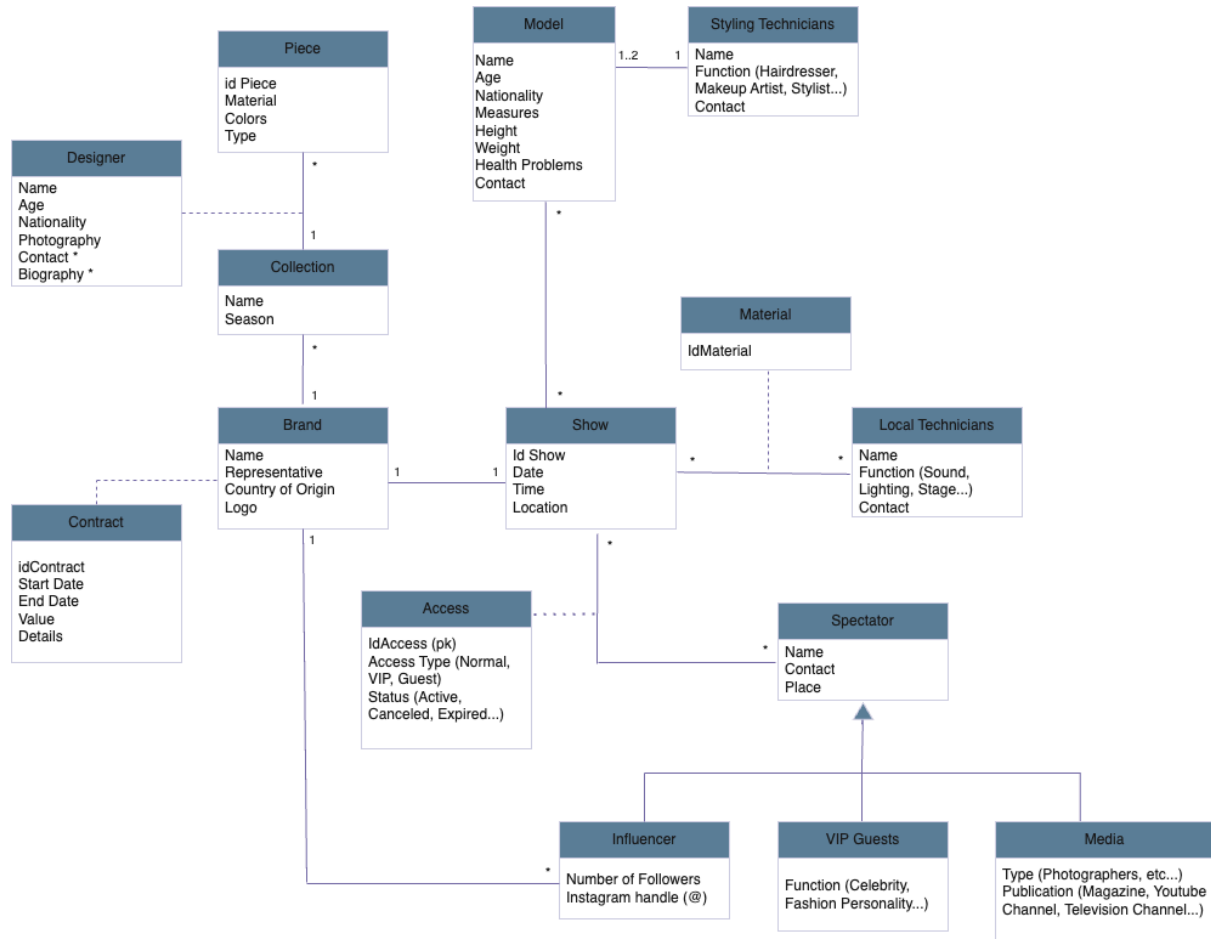 Model
Name
Age
Nationality
Measures
Height
Weight
Health Problems
Contact
1..2
1
Styling Technicians
Name
Function (Hairdresser,
Makeup Artist, Stylist...)
Contact
Piece
id Piece
Material
Colors
Type
*
1
Designer
Name
Age
Nationality
Photography
Contact *
Biography *
Collection
Name
Season
*
1
*
*
Material
IdMaterial
Brand
Name
Representative
Country of Origin
Logo
1
1
1
Show
Id Show
Date
Time
Location
*
*
*
Local Technicians
Name
Function (Sound,
Lighting, Stage...)
Contact
Contract
idContract
Start Date
End Date
Value
Details
Access
IdAccess (pk)
Access Type (Normal,
VIP, Guest)
Status (Active,
Canceled, Expired...)
*
Spectator
Name
Contact
Place
*
Influencer
Number of Followers
Instagram handle (@)
VIP Guests
Function (Celebrity,
Fashion Personality...)
Media
Type (Photographers, etc...)
Publication (Magazine, Youtube
Channel, Television Channel...)